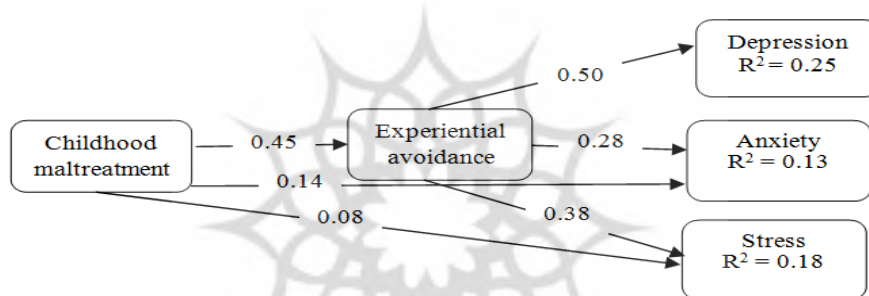 Depression
R² = 0.25
0.50
Childhood
maltreatment
0.45
Experiential
avoidance
0.28
Anxiety
R² = 0.13
0.14
0.08
0.38
Stress
R² = 0.18